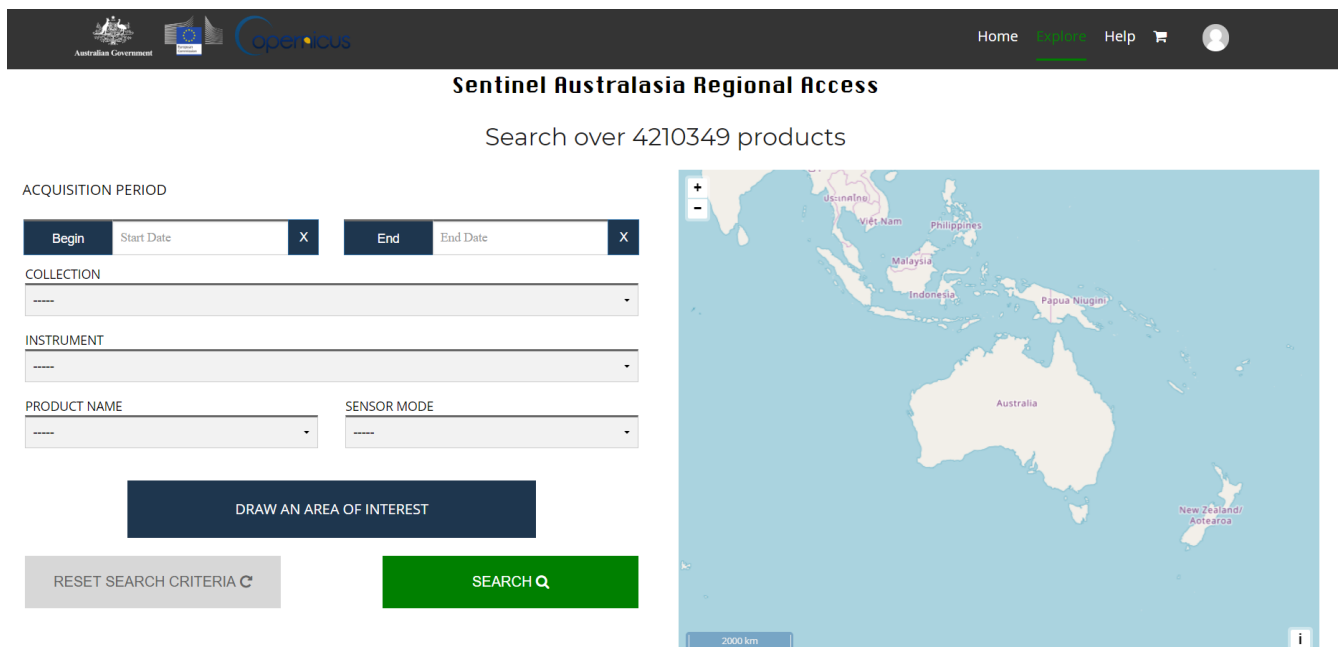 Australian Government
opernicus
Home Explore Help
Sentinel Australasia Regional Access
Search over 4210349 products
ACQUISITION PERIOD
Begin Start Date X End End Date X
COLLECTION
-----
INSTRUMENT
-----
PRODUCT NAME SENSOR MODE
----- -----
DRAW AN AREA OF INTEREST
RESET SEARCH CRITERIA
SEARCH
+
-
Việt Nam
Philippines
Malaysia
Indonesia
Papua Niugini
Australia
New Zealand/
Aotearoa
2000 km
i